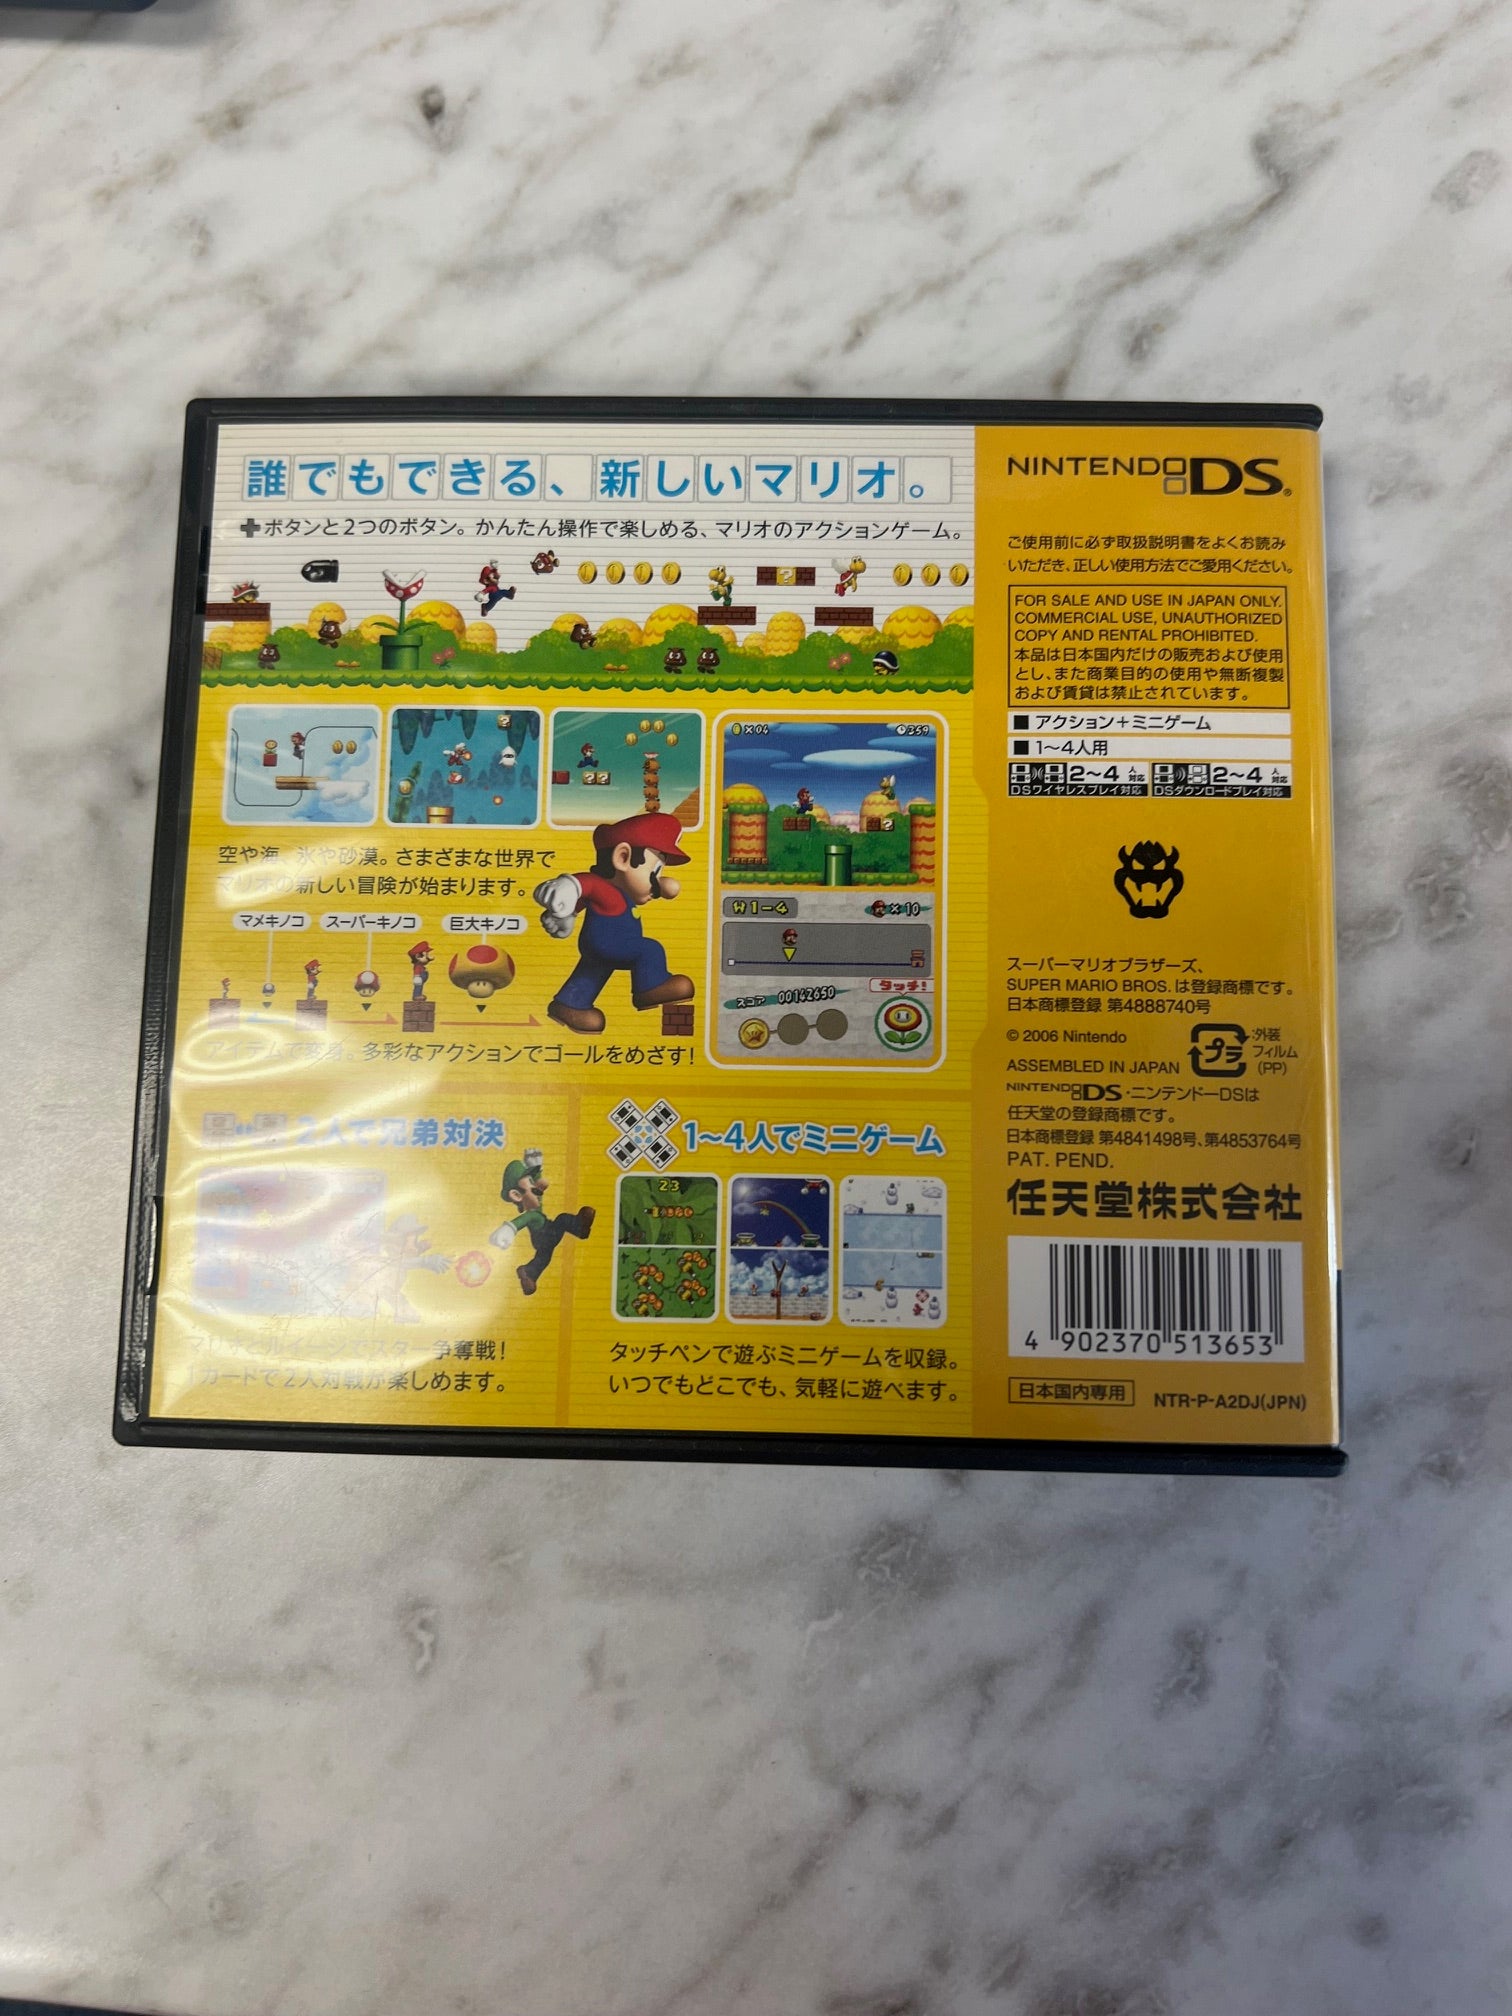 誰でもできる、新しいマリオ。
✚ボタンと2つのボタン。かんたん操作で楽しめる、マリオのアクションゲーム。
空や海、氷や砂漠。さまざまな世界で
マリオの新しい冒険が始まります。
マメキノコ
スーパーキノコ
巨大キノコ
アイテムで変身。多彩なアクションでゴールをめざす!
×04
359
W1-4
×10
スコア 00142650
タッチ!
2人で兄弟対決
マリオとルイージでスター争奪戦!
1カードで2人対戦が楽しめます。
1〜4人でミニゲーム
23
タッチペンで遊ぶミニゲームを収録。
いつでもどこでも、気軽に遊べます。
NINTENDO DS®
ご使用前に必ず取扱説明書をよくお読み
いただき、正しい使用方法でご愛用ください。
FOR SALE AND USE IN JAPAN ONLY.
COMMERCIAL USE, UNAUTHORIZED
COPY AND RENTAL PROHIBITED.
本品は日本国内だけの販売および使用
とし、また商業目的の使用や無断複製
および賃貸は禁止されています。
■ アクション+ミニゲーム
■ 1〜4人用
2〜4人対応
DSワイヤレスプレイ対応
2〜4人対応
DSダウンロードプレイ対応
スーパーマリオブラザーズ、
SUPER MARIO BROS. は登録商標です。
日本商標登録 第4888740号
© 2006 Nintendo
ASSEMBLED IN JAPAN
プラ
外装
フィルム
(PP)
NINTENDO DS・ニンテンドーDSは
任天堂の登録商標です。
日本商標登録 第4841498号、第4853764号
PAT. PEND.
任天堂株式会社
4 902370 513653
日本国内専用
NTR-P-A2DJ(JPN)